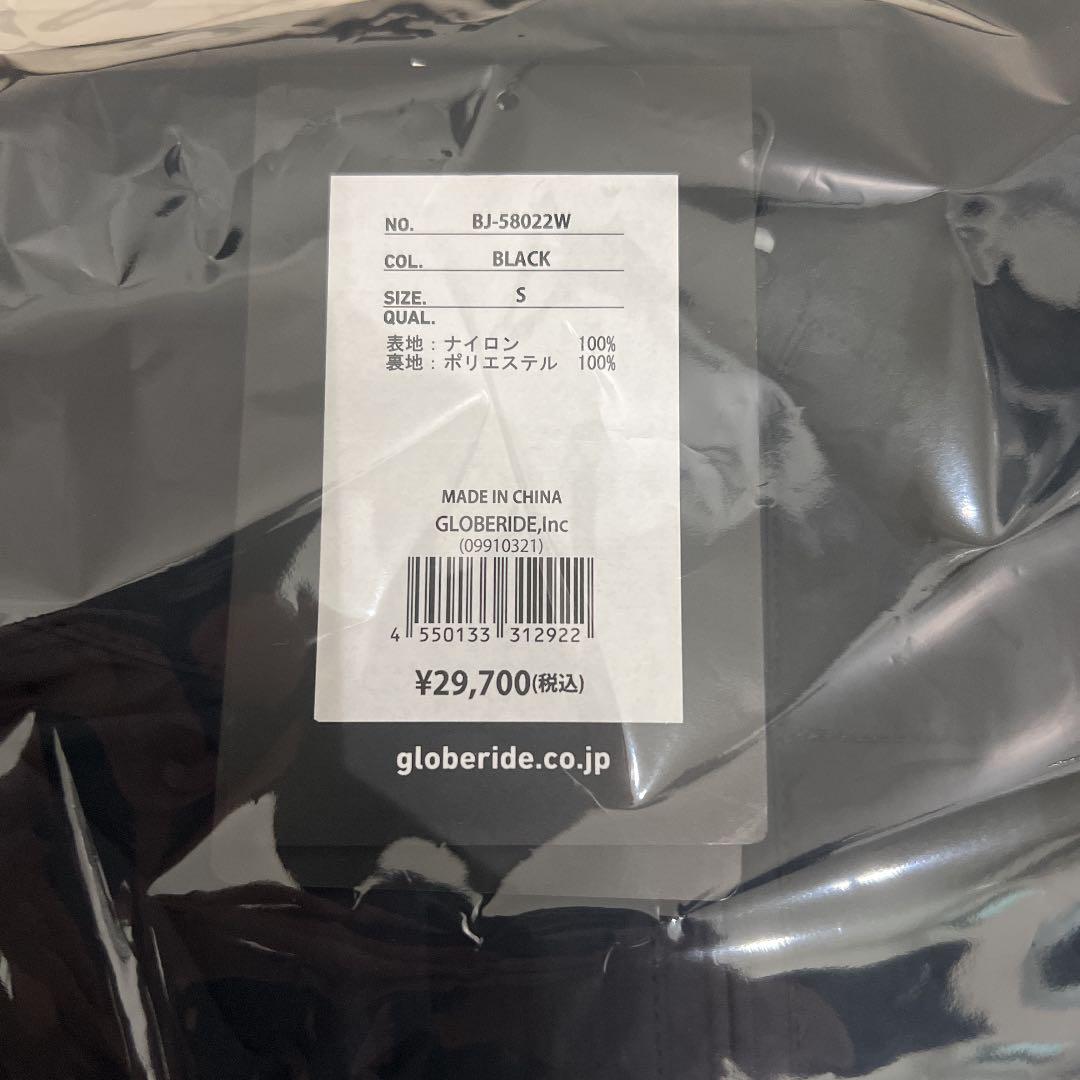 NO. BJ-58022W
COL. BLACK
SIZE. S
QUAL.
表地：ナイロン 100%
裏地：ポリエステル 100%
MADE IN CHINA
GLOBERIDE,Inc
(09910321)
4 550133 312922
¥29,700(税込)
globeride.co.jp